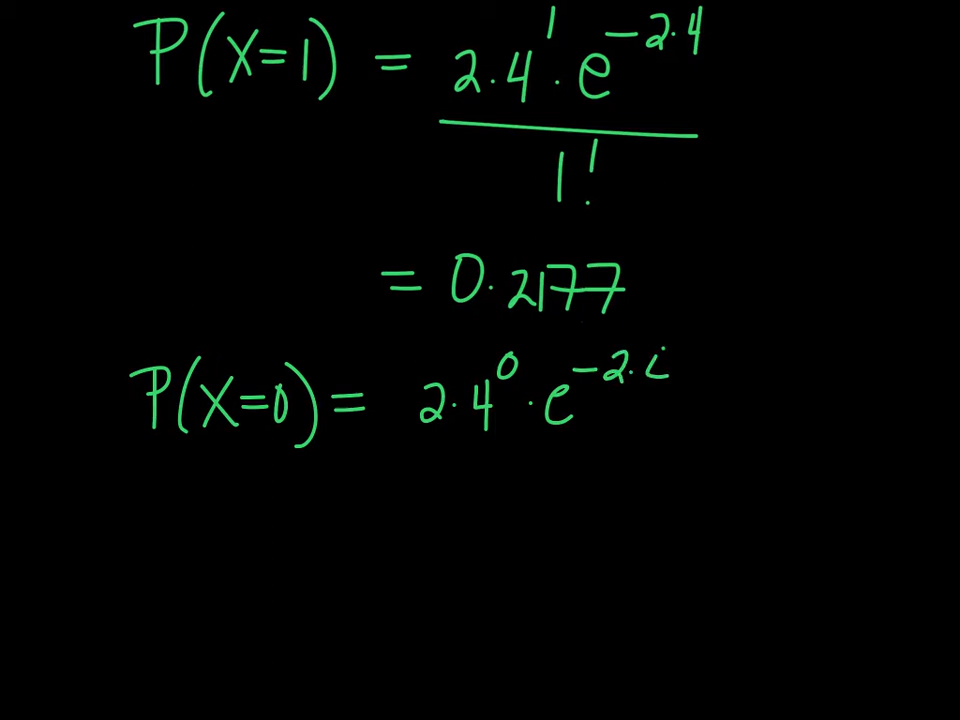 P(X=1) = 2.4¹ · e^-2.4
1!
= 0.2177
P(X=0) = 2.4⁰ · e^-2.